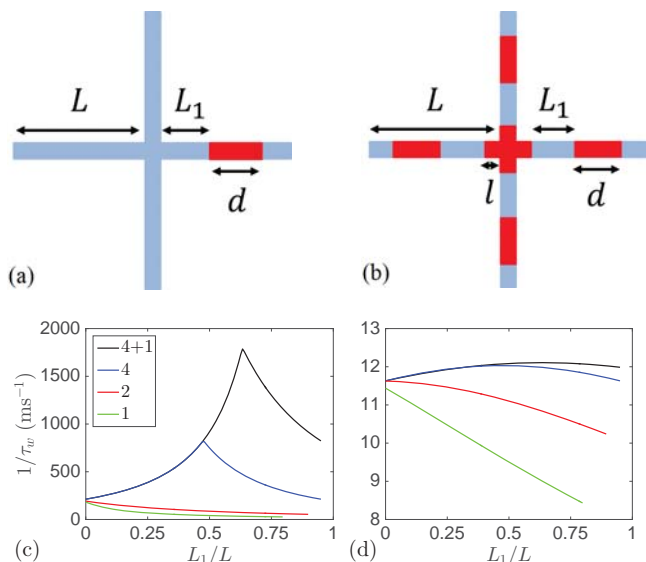 L L₁
d
(a)
L L₁
l d
(b)
2000
1500
1000
500
0
1/τ_w (ms⁻¹)
4+1
4
2
1
0 0.25 0.5 0.75 1
(c) L₁/L
13
12
11
10
9
8
0 0.25 0.5 0.75 1
(d) L₁/L